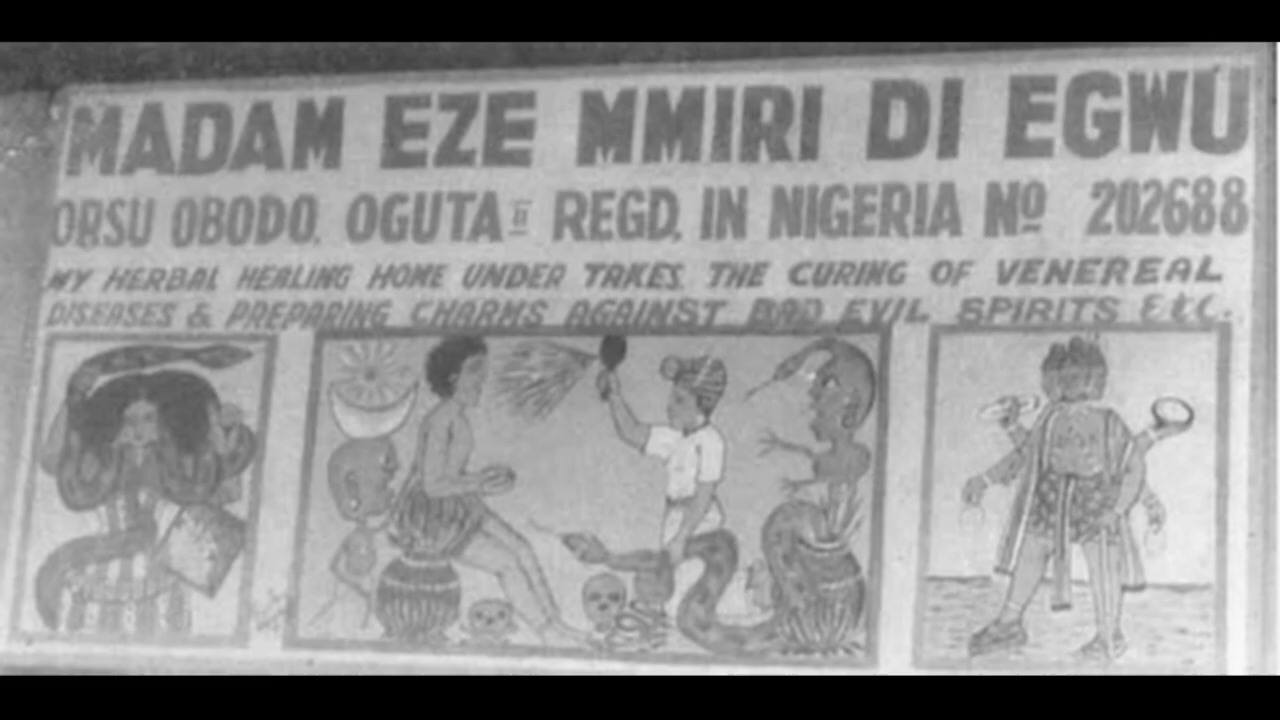 MADAM EZE MMIRI DI EGWU
ORSU OBODO, OGUTA II REGD, IN NIGERIA Nọ 202688
MY HERBAL HEALING HOME UNDER TAKES THE CURING OF VENEREAL
DISEASES & PREPARING CHARMS AGAINST BAD EVIL SPIRITS Etc.